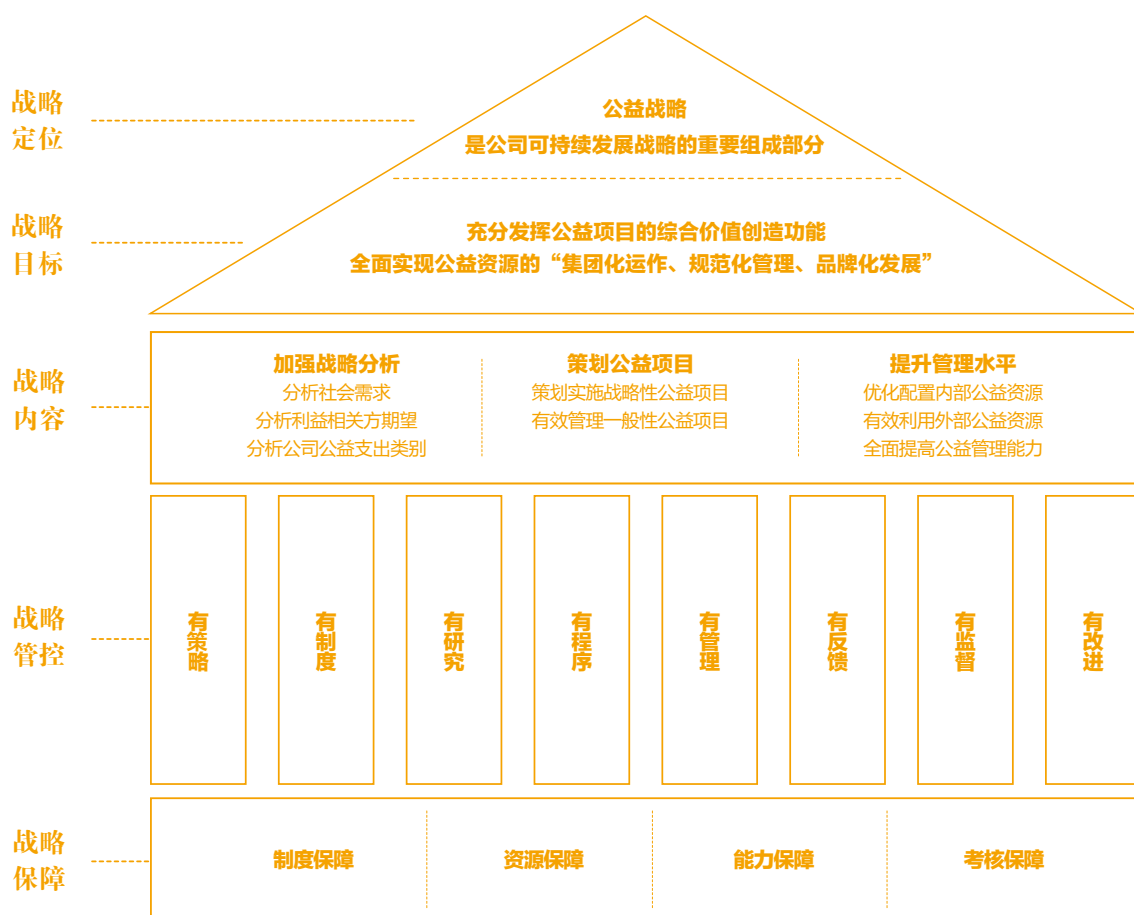 战略
定位
公益战略
是公司可持续发展战略的重要组成部分
战略
目标
充分发挥公益项目的综合价值创造功能
全面实现公益资源的“集团化运作、规范化管理、品牌化发展”
战略
内容
加强战略分析
分析社会需求
分析利益相关方期望
分析公司公益支出类别
策划公益项目
策划实施战略性公益项目
有效管理一般性公益项目
提升管理水平
优化配置内部公益资源
有效利用外部公益资源
全面提高公益管理能力
战略
管控
有策略
有制度
有研究
有程序
有管理
有反馈
有监督
有改进
战略
保障
制度保障
资源保障
能力保障
考核保障